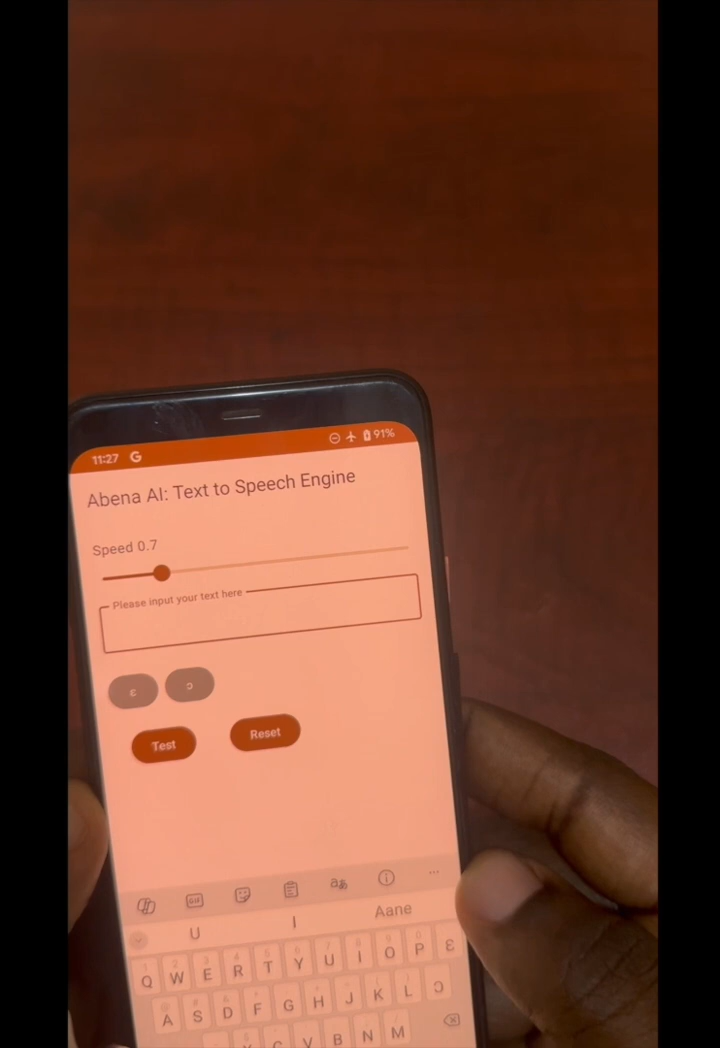 11:27 G 91%
Abena AI: Text to Speech Engine
Speed 0.7
Please input your text here
ɛ ɔ
Test Reset
GIF
U I Aane
Q W E R T Y U I O P Ɛ
A S D F G H J K L Ɔ
C V B N M